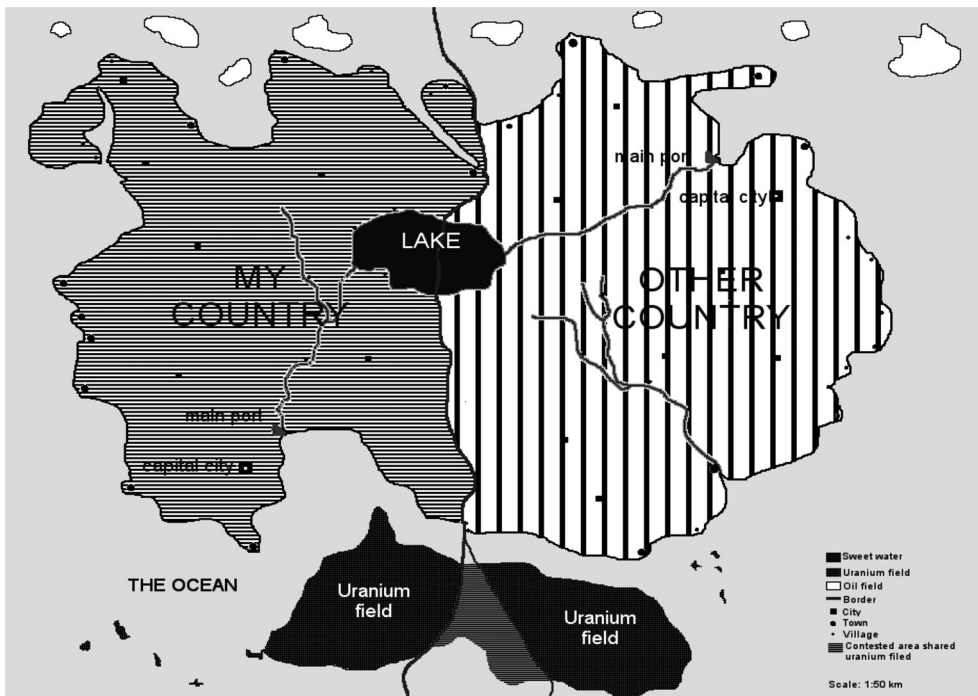 main port
capital city
LAKE
MY
COUNTRY
OTHER
COUNTRY
main port
capital city
THE OCEAN
Uranium
field
Uranium
field
Sweet water
Uranium field
Oil field
Border
City
Town
Village
Contested area shared
uranium filed
Scale: 1:50 km